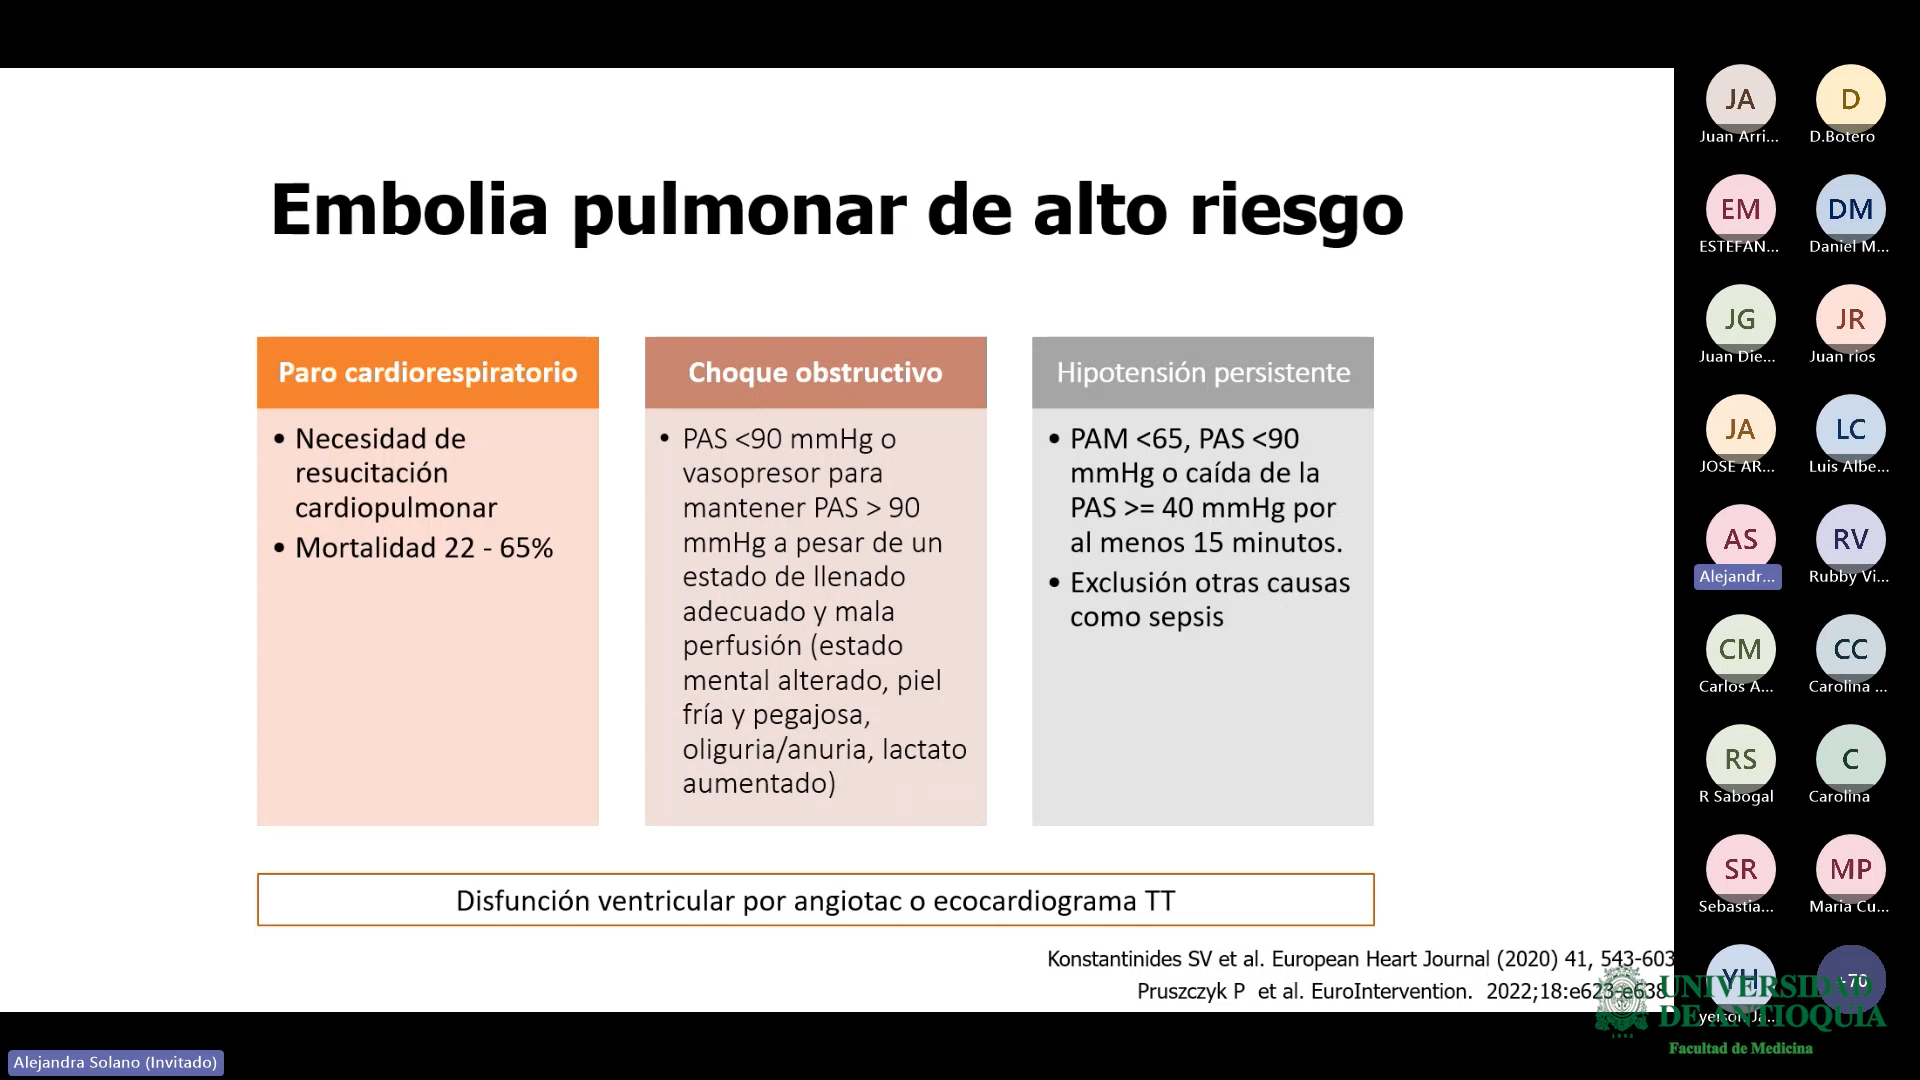 Embolia pulmonar de alto riesgo
Paro cardiorespiratorio
• Necesidad de
resucitación
cardiopulmonar
• Mortalidad 22 - 65%
Choque obstructivo
• PAS <90 mmHg o
vasopresor para
mantener PAS > 90
mmHg a pesar de un
estado de llenado
adecuado y mala
perfusión (estado
mental alterado, piel
fría y pegajosa,
oliguria/anuria, lactato
aumentado)
Hipotensión persistente
• PAM <65, PAS <90
mmHg o caída de la
PAS >= 40 mmHg por
al menos 15 minutos.
• Exclusión otras causas
como sepsis
Disfunción ventricular por angiotac o ecocardiograma TT
Konstantinides SV et al. European Heart Journal (2020) 41, 543-603
Pruszczyk P et al. EuroIntervention. 2022;18:e623-e638
JA
Juan Arri...
D
D.Botero
EM
ESTEFAN...
DM
Daniel M...
JG
Juan Die...
JR
Juan rios
JA
JOSE AR...
LC
Luis Albe...
AS
Alejandr...
RV
Rubby Vi...
CM
Carlos A...
CC
Carolina ...
RS
R Sabogal
C
Carolina
SR
Sebastia...
MP
Maria Cu...
YH
+70
UNIVERSIDAD
DE ANTIOQUIA
Facultad de Medicina
Alejandra Solano (Invitado)